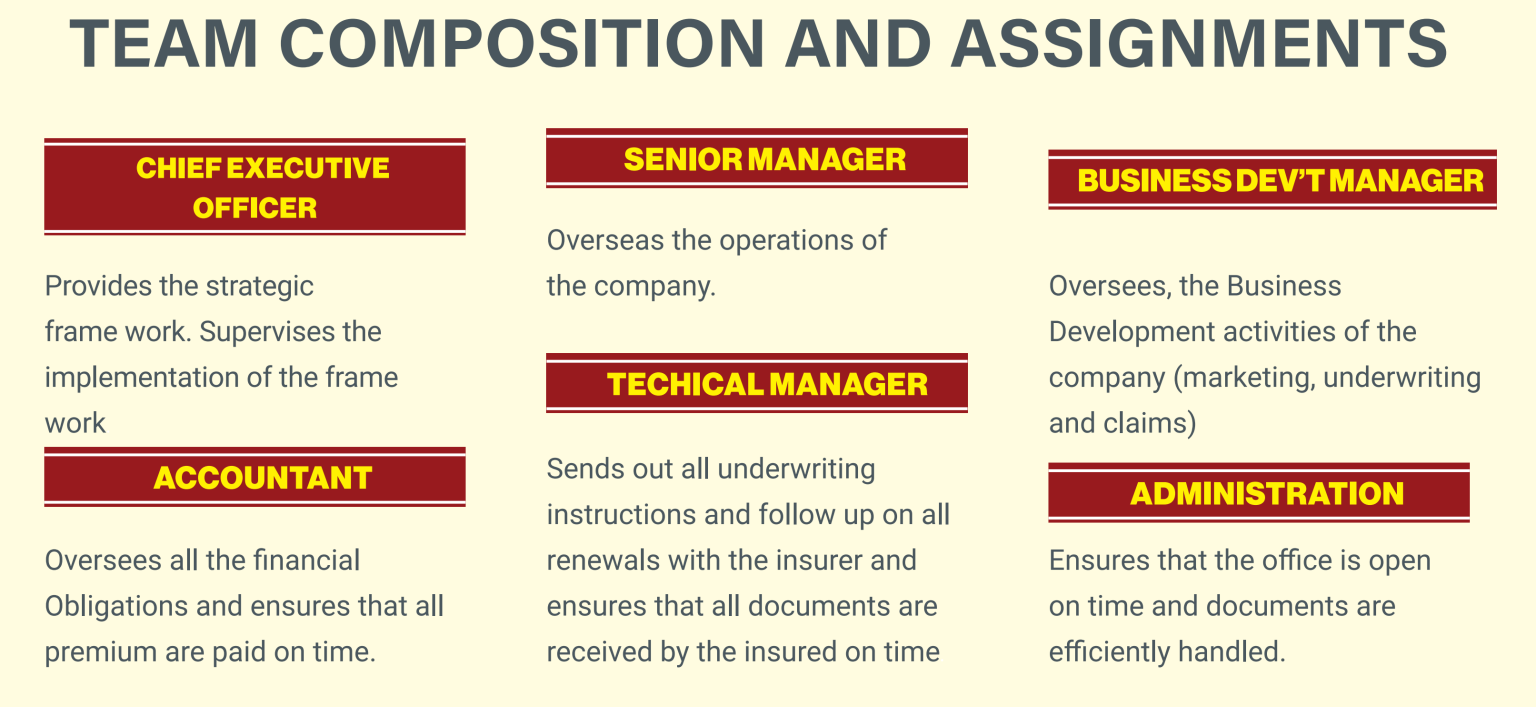 TEAM COMPOSITION AND ASSIGNMENTS
CHIEF EXECUTIVE
OFFICER
Provides the strategic
frame work. Supervises the
implementation of the frame
work
ACCOUNTANT
Oversees all the financial
Obligations and ensures that all
premium are paid on time.
SENIOR MANAGER
Overseas the operations of
the company.
TECHICAL MANAGER
Sends out all underwriting
instructions and follow up on all
renewals with the insurer and
ensures that all documents are
received by the insured on time
BUSINESS DEV’T MANAGER
Oversees, the Business
Development activities of the
company (marketing, underwriting
and claims)
ADMINISTRATION
Ensures that the office is open
on time and documents are
efficiently handled.